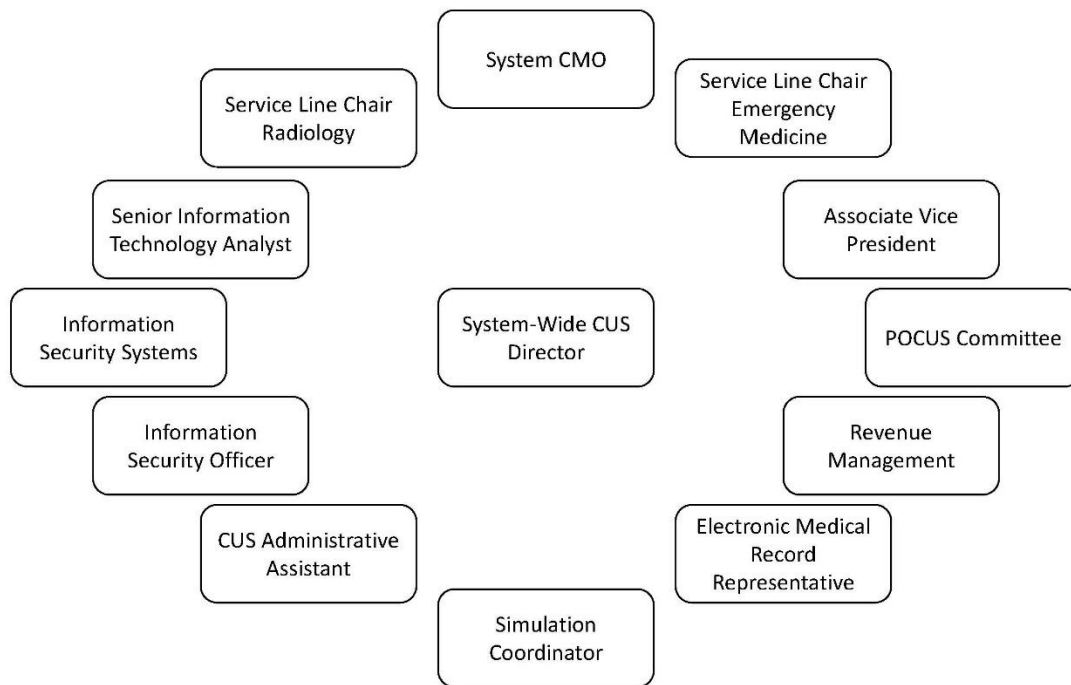 System CMO
Service Line Chair
Radiology
Service Line Chair
Emergency
Medicine
Senior Information
Technology Analyst
Associate Vice
President
Information
Security Systems
System-Wide CUS
Director
POCUS Committee
Information
Security Officer
Revenue
Management
CUS Administrative
Assistant
Electronic Medical
Record
Representative
Simulation
Coordinator